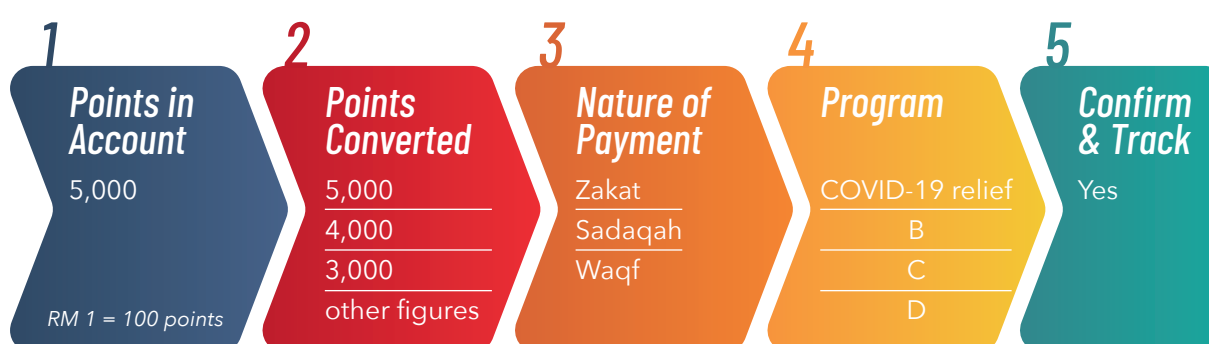 1
Points in
Account
5,000
RM 1 = 100 points
2
Points
Converted
5,000
4,000
3,000
other figures
3
Nature of
Payment
Zakat
Sadaqah
Waqf
4
Program
COVID-19 relief
B
C
D
5
Confirm
& Track
Yes